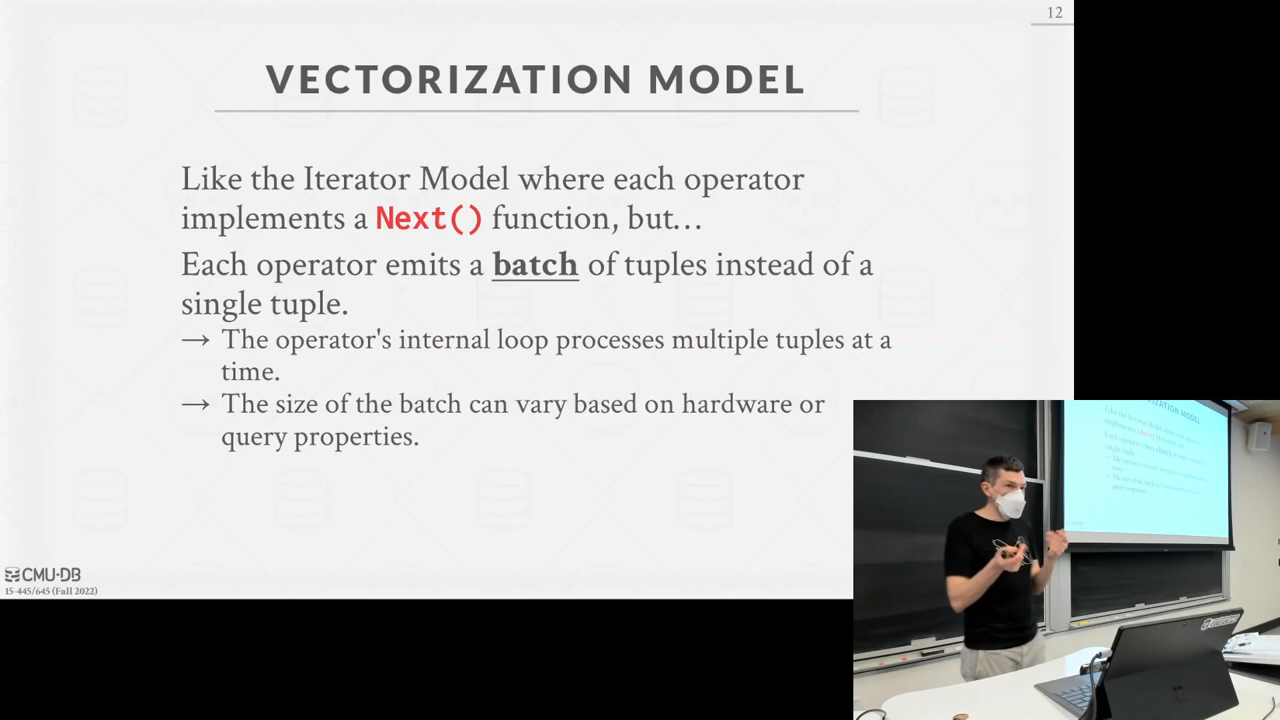 12
VECTORIZATION MODEL
Like the Iterator Model where each operator
implements a Next() function, but…
Each operator emits a batch of tuples instead of a
single tuple.
→ The operator's internal loop processes multiple tuples at a
time.
→ The size of the batch can vary based on hardware or
query properties.
CMU·DB
15-445/645 (Fall 2022)